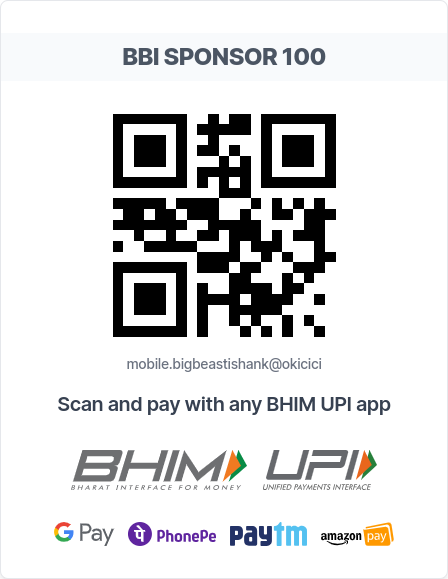 BBI SPONSOR 100
mobile.bigbeastishank@okicici
Scan and pay with any BHIM UPI app
BHIM
BHARAT INTERFACE FOR MONEY
UPI
UNIFIED PAYMENTS INTERFACE
G Pay
PhonePe
paytm
amazon pay